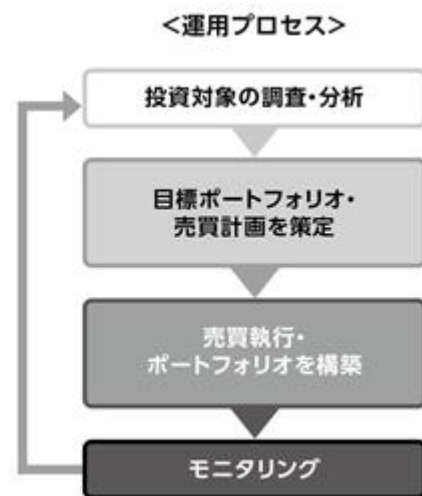 <運用プロセス>
投資対象の調査・分析
目標ポートフォリオ・
売買計画を策定
売買執行・
ポートフォリオを構築
モニタリング